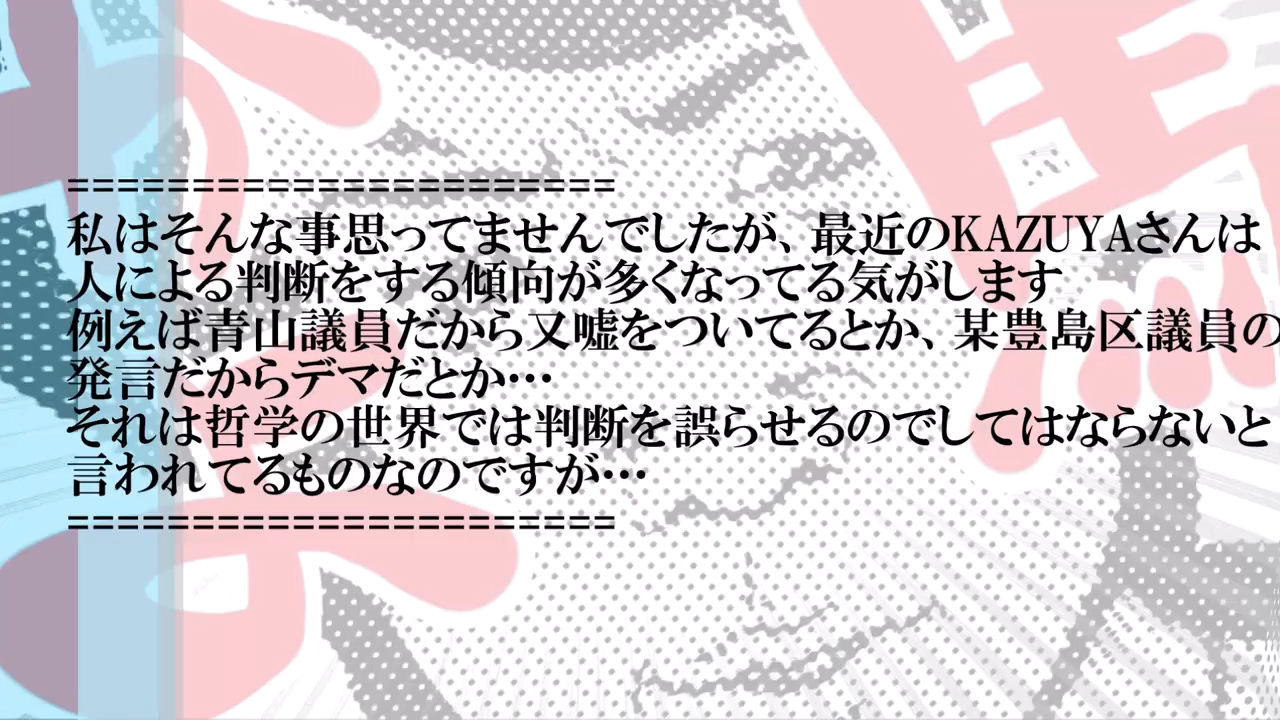 =======================
私はそんな事思ってませんでしたが、最近のKAZUYAさんは
人による判断をする傾向が多くなってる気がします
例えば青山議員だから又嘘をついてるとか、某豊島区議員の
発言だからデマだとか…
それは哲学の世界では判断を誤らせるのでしてはならないと
言われてるものなのですが…
=======================